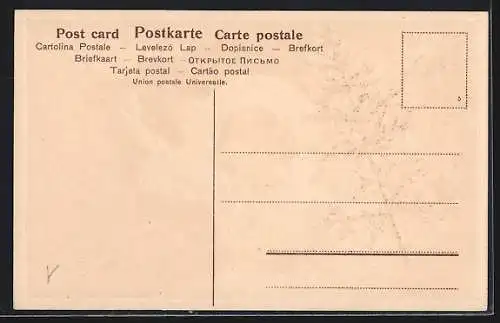 Post card Postkarte Carte postale
Cartolina Postale – Levelező Lap – Dopisnice – Brefkort
Briefkaart – Brevkort – ОТКРЫТОЕ ПИСЬМО
Tarjeta postal – Cartão postal
Union postale Universelle.